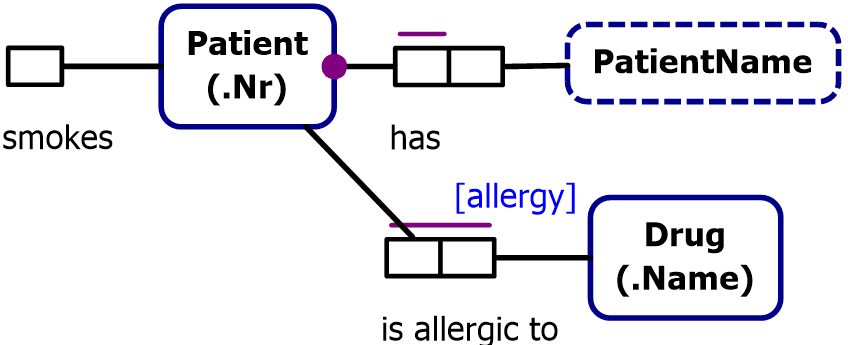 Patient
(.Nr)
PatientName
smokes
has
[allergy]
Drug
(.Name)
is allergic to